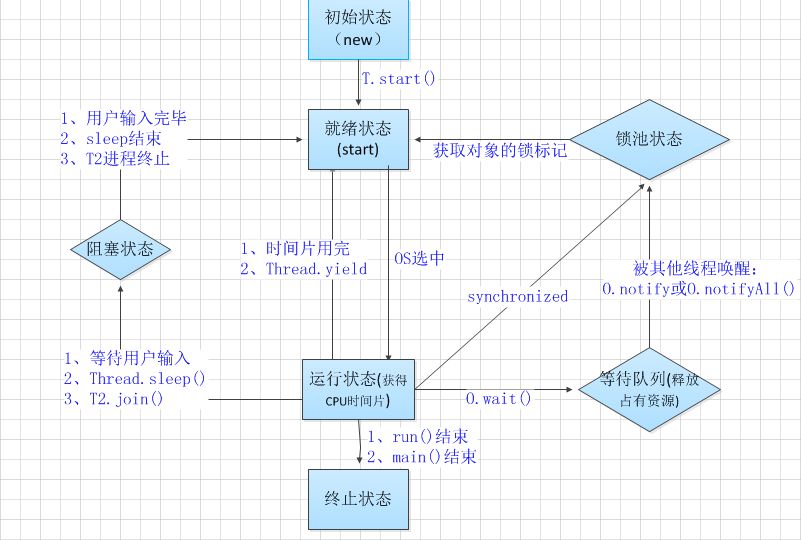 初始状态
（new）
T.start()
1、用户输入完毕
2、sleep结束
3、T2进程终止
就绪状态
(start)
获取对象的锁标记
锁池状态
阻塞状态
1、时间片用完
2、Thread.yield
OS选中
synchronized
被其他线程唤醒:
O.notify或O.notifyAll()
1、等待用户输入
2、Thread.sleep()
3、T2.join()
运行状态(获得
CPU时间片)
O.wait()
等待队列(释放
占有资源)
1、run()结束
2、main()结束
终止状态